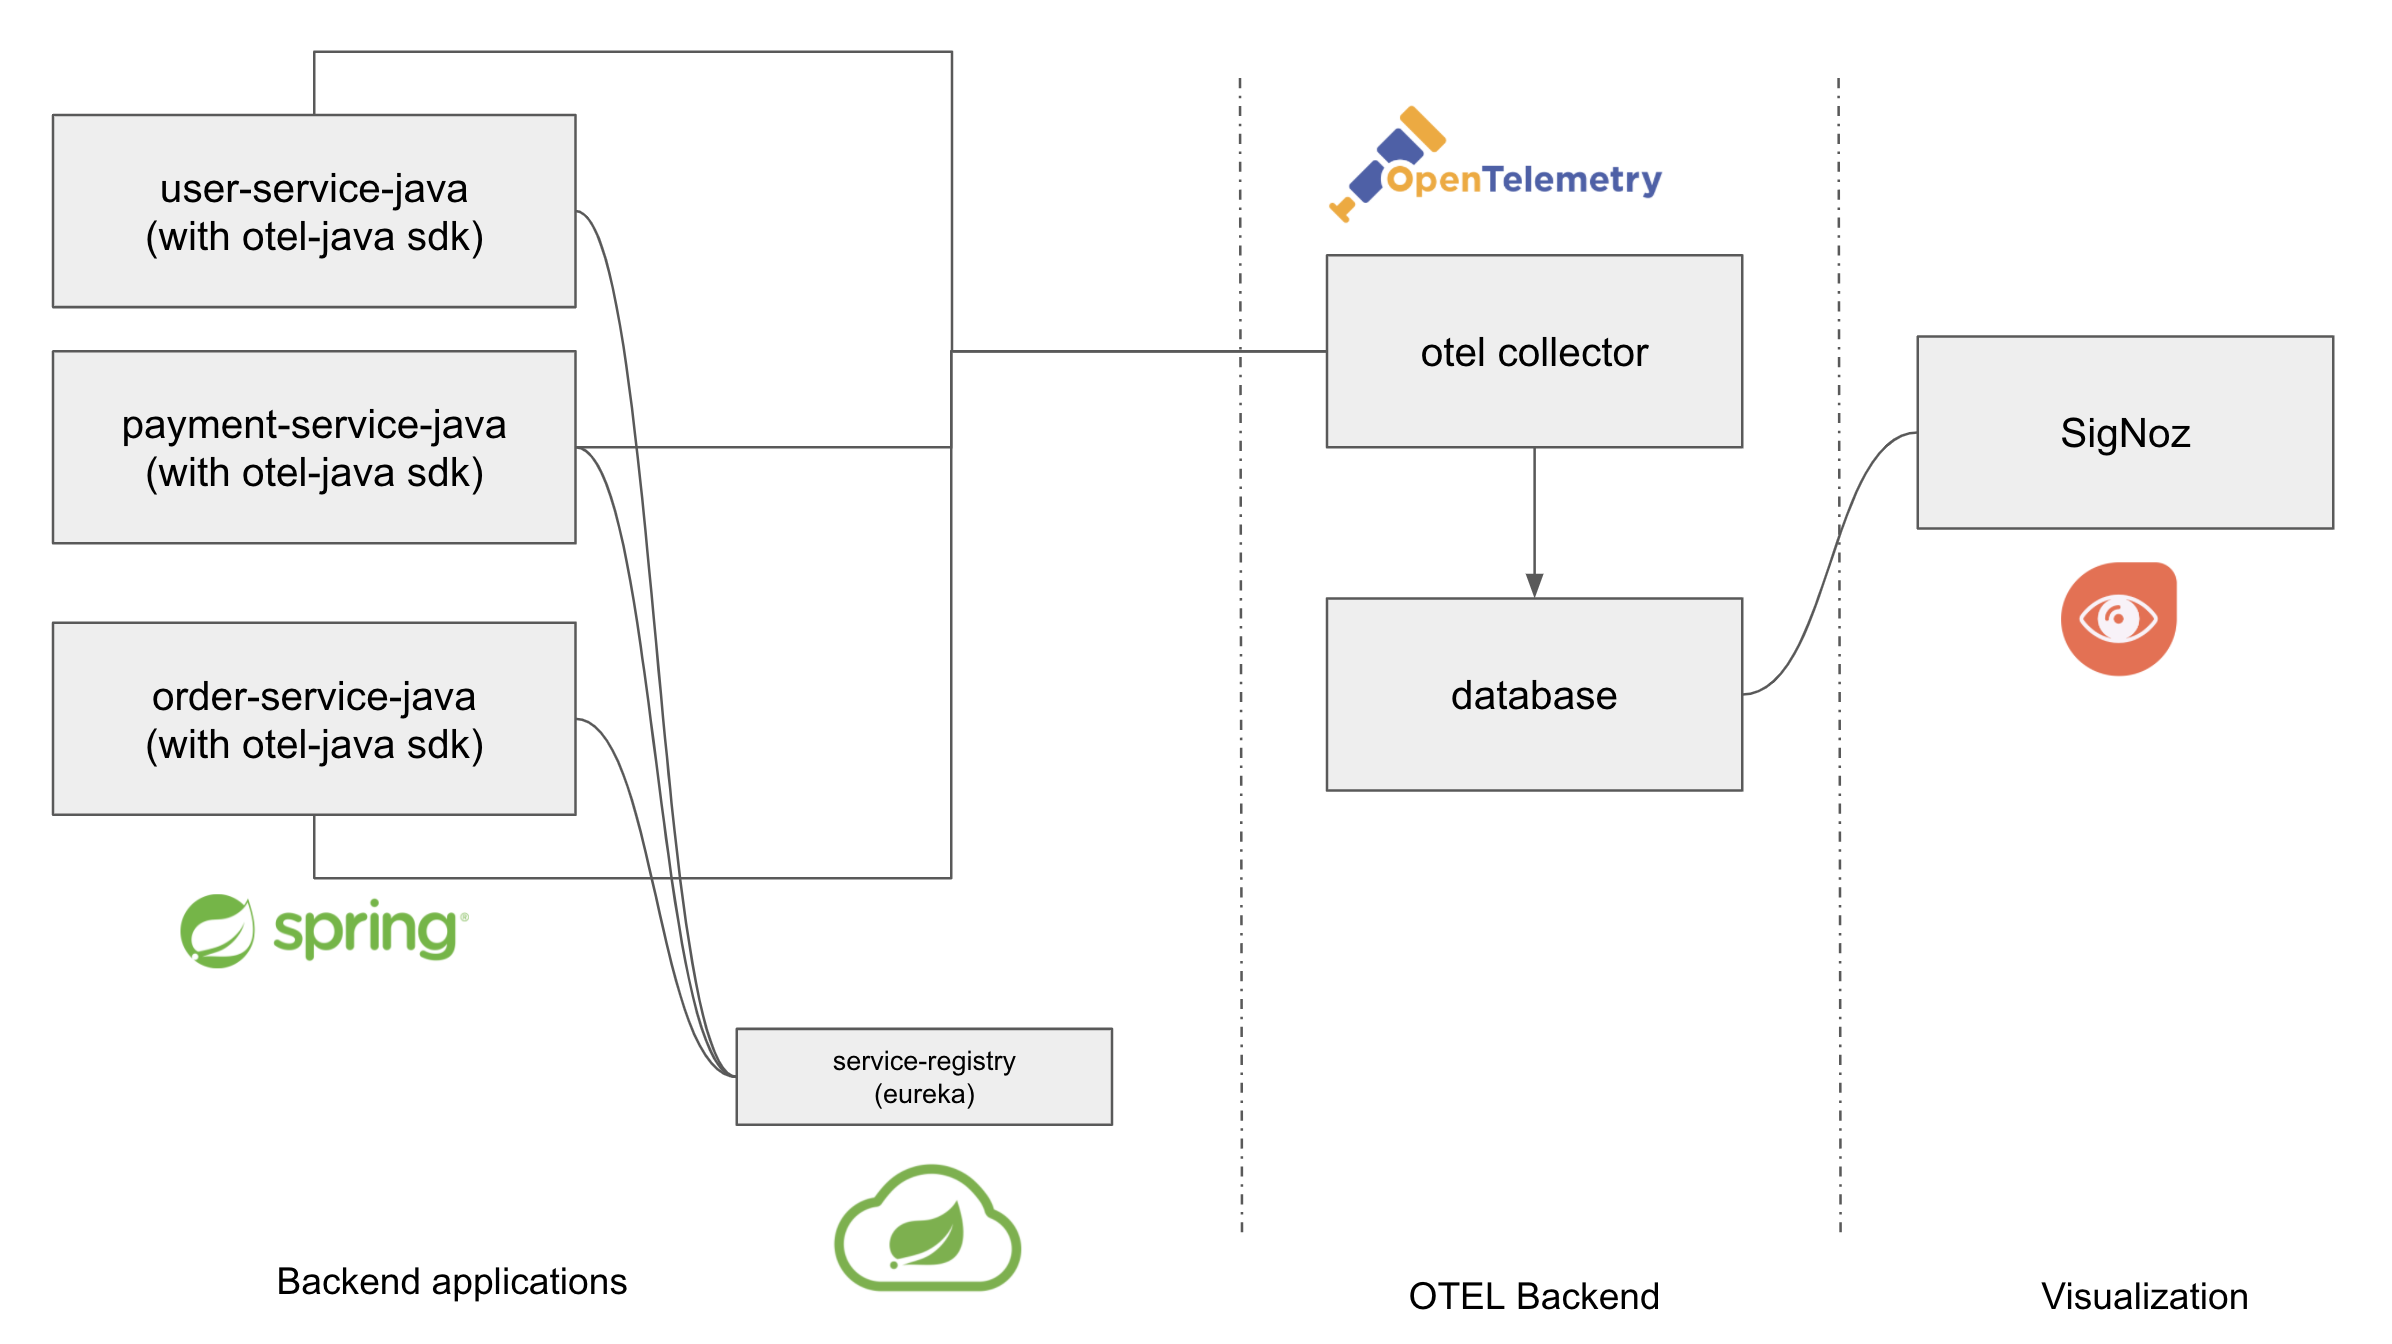 user-service-java
(with otel-java sdk)
payment-service-java
(with otel-java sdk)
order-service-java
(with otel-java sdk)
spring®
service-registry
(eureka)
Backend applications
OpenTelemetry
otel collector
database
OTEL Backend
SigNoz
Visualization